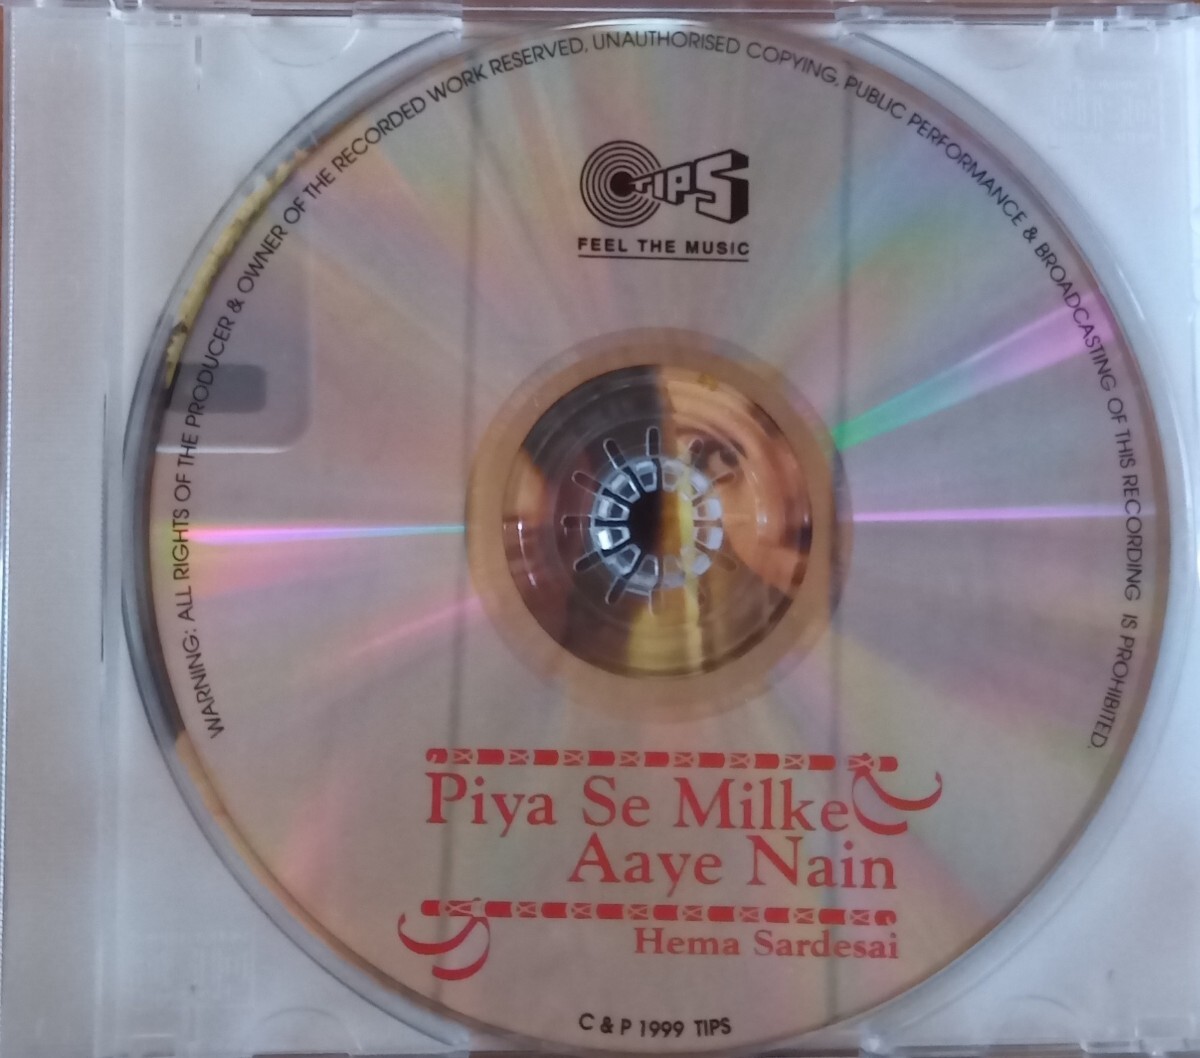 WARNING: ALL RIGHTS OF THE PRODUCER & OWNER OF THE RECORDED WORK RESERVED. UNAUTHORISED COPYING, PUBLIC PERFORMANCE & BROADCASTING OF THIS RECORDING IS PROHIBITED.
TIPS
FEEL THE MUSIC
Piya Se Milke
Aaye Nain
Hema Sardesai
C & P 1999 TIPS